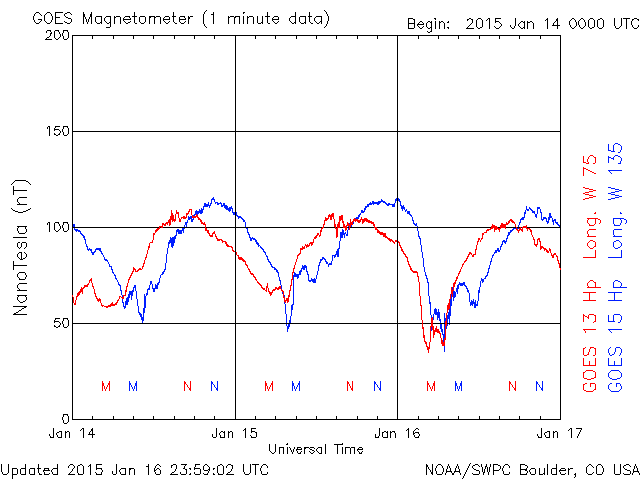 GOES Magnetometer (1 minute data)
Begin: 2015 Jan 14 0000 UTC
200
150
100
50
0
NanoTesla (nT)
M M N N M M N N M M N N
Jan 14 Jan 15 Jan 16 Jan 17
Universal Time
GOES 13 Hp Long. W 75
GOES 15 Hp Long. W 135
Updated 2015 Jan 16 23:59:02 UTC
NOAA/SWPC Boulder, CO USA